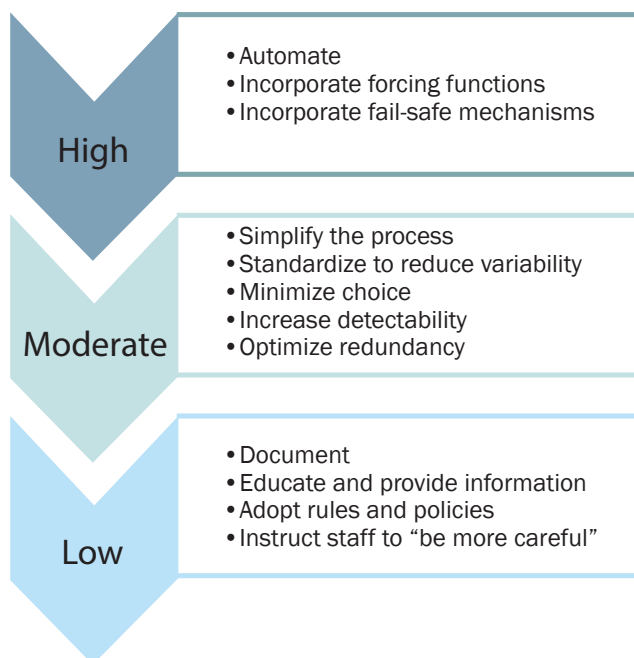 High
• Automate
• Incorporate forcing functions
• Incorporate fail-safe mechanisms
Moderate
• Simplify the process
• Standardize to reduce variability
• Minimize choice
• Increase detectability
• Optimize redundancy
Low
• Document
• Educate and provide information
• Adopt rules and policies
• Instruct staff to “be more careful”